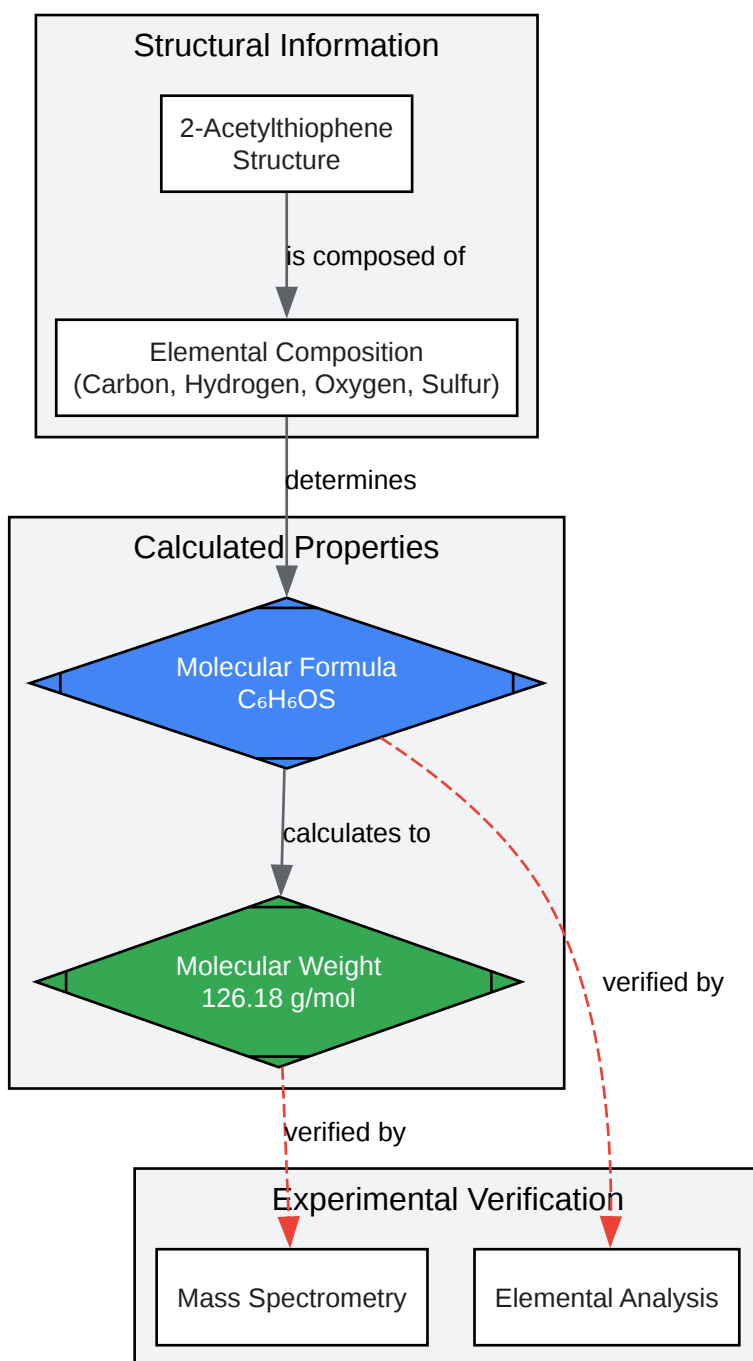 Structural Information
2-Acetylthiophene
Structure
is composed of
Elemental Composition
(Carbon, Hydrogen, Oxygen, Sulfur)
determines
Calculated Properties
Molecular Formula
C₆H₆OS
calculates to
Molecular Weight
126.18 g/mol
verified by
verified by
Experimental Verification
Mass Spectrometry
Elemental Analysis